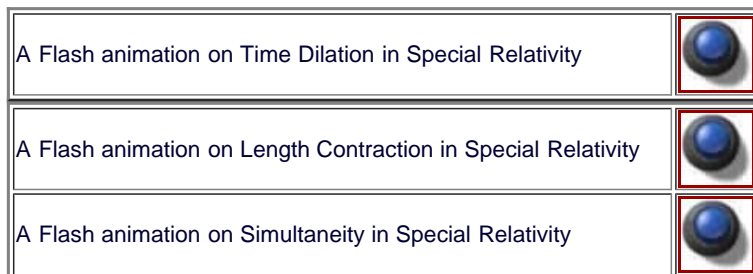 A Flash animation on Time Dilation in Special Relativity
A Flash animation on Length Contraction in Special Relativity
A Flash animation on Simultaneity in Special Relativity